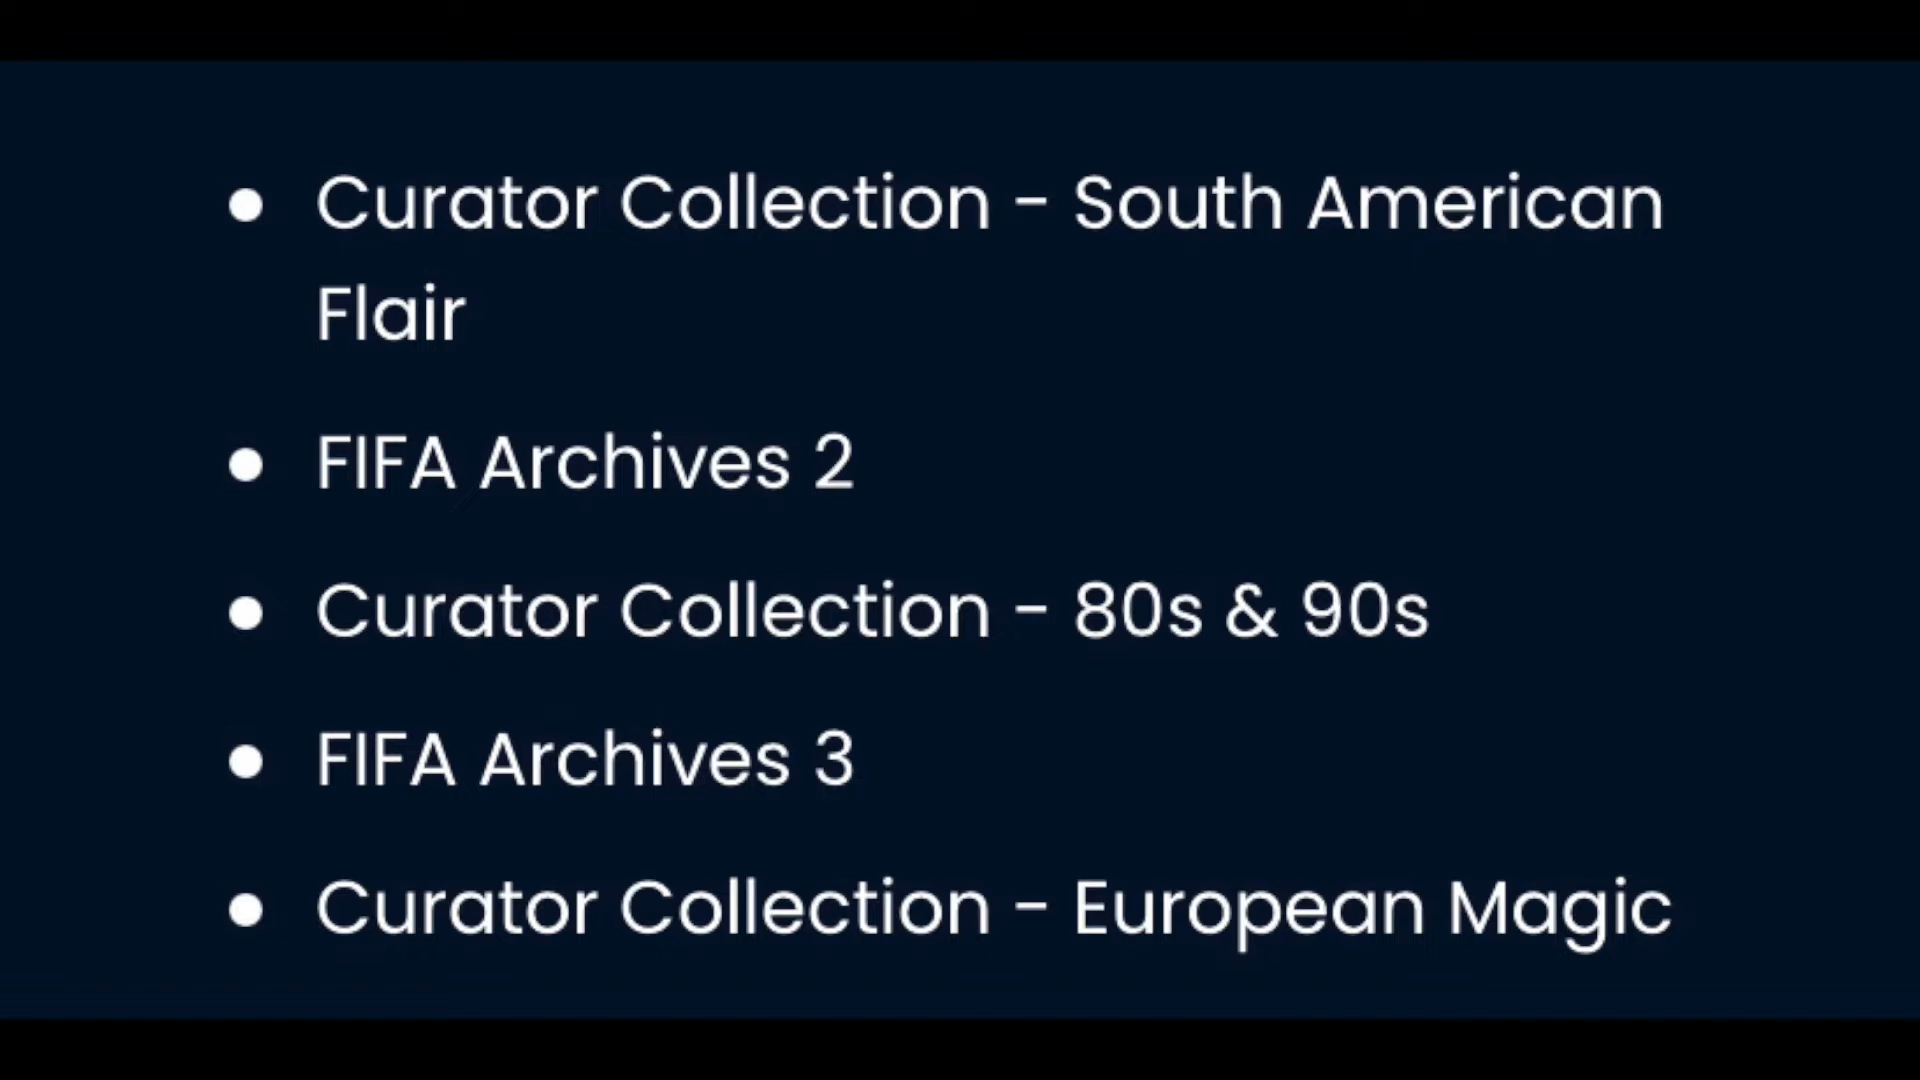 • Curator Collection - South American
Flair
• FIFA Archives 2
• Curator Collection - 80s & 90s
• FIFA Archives 3
• Curator Collection - European Magic